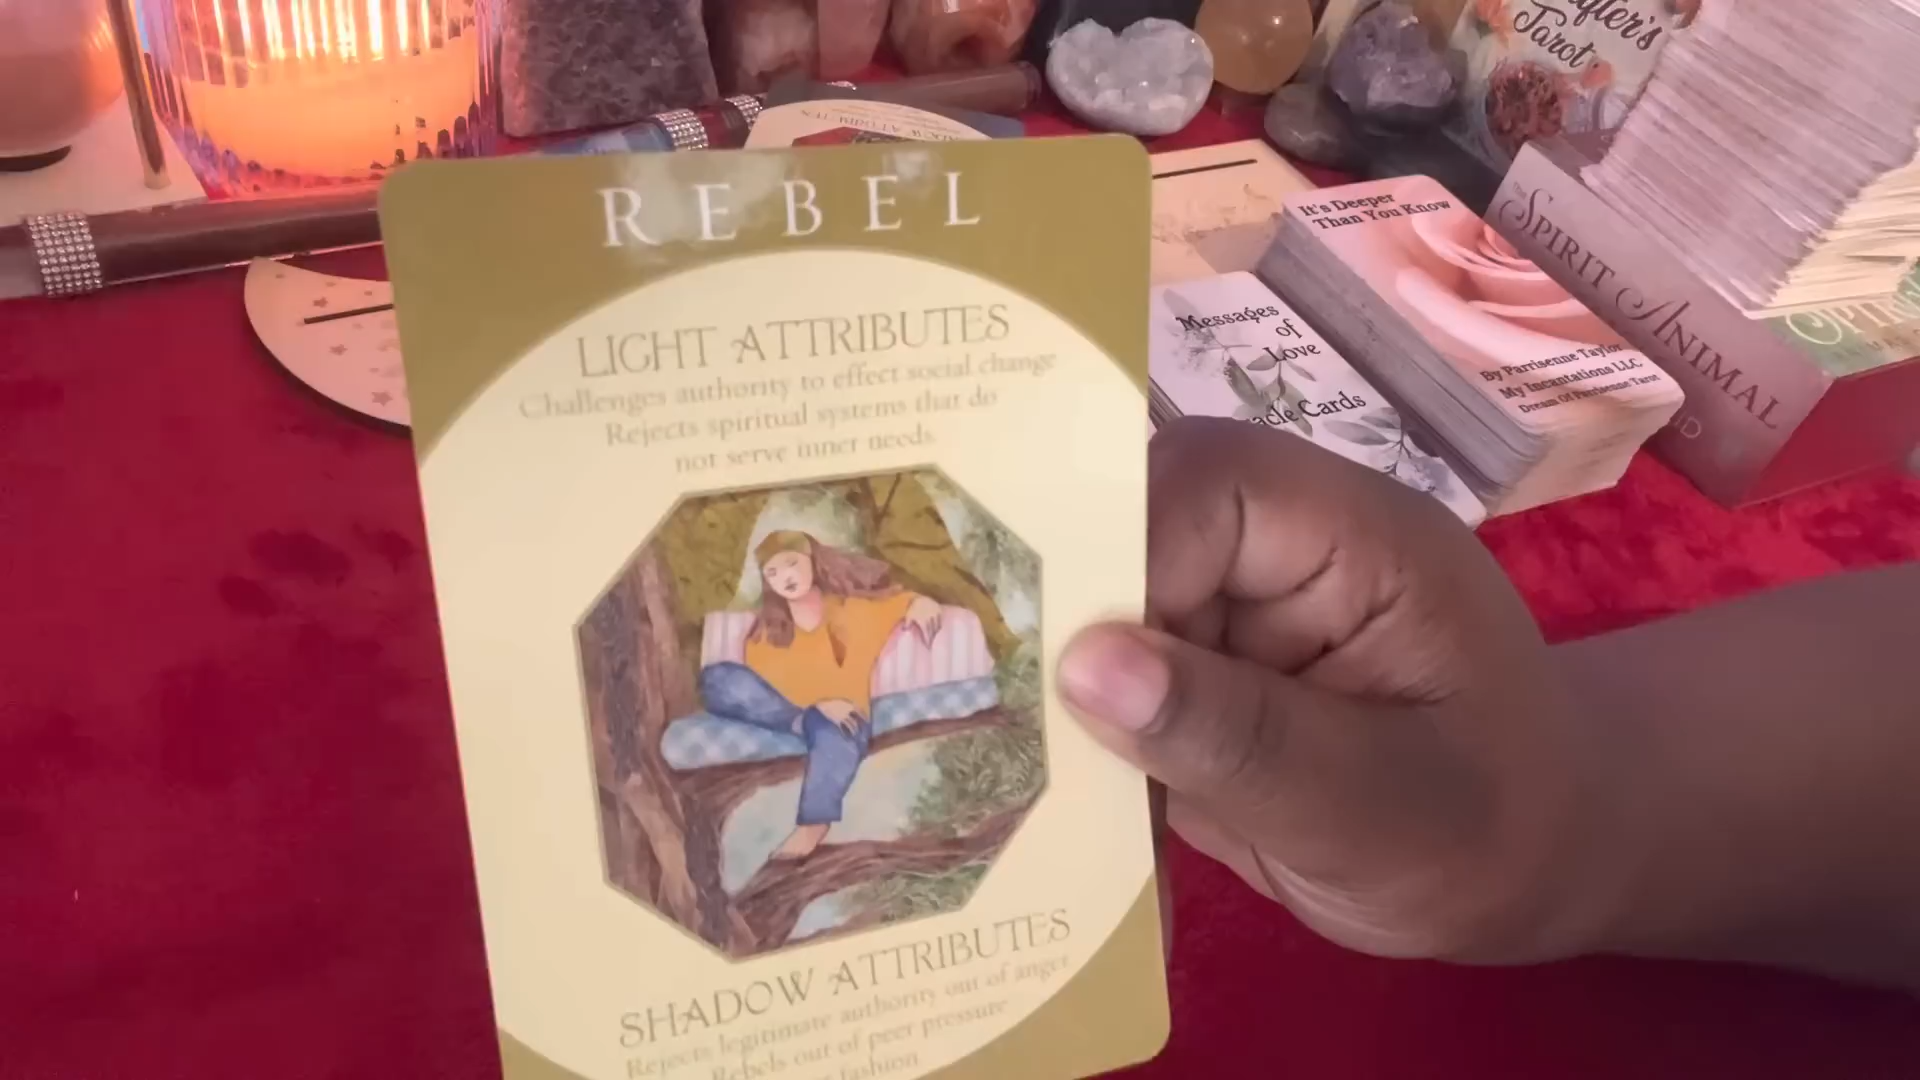 REBEL
LIGHT ATTRIBUTES
Challenges authority to effect social change
Rejects spiritual systems that do
not serve inner needs
SHADOW ATTRIBUTES
Rejects legitimate authority out of anger
Rebels out of peer pressure
fashion
Tarot
It's Deeper
Than You Know
By Parrisenne Taylor
My Incantations LLC
Dream Of Parrisenne Tarot
Messages
of
Love
acle Cards
SPIRIT ANIMAL